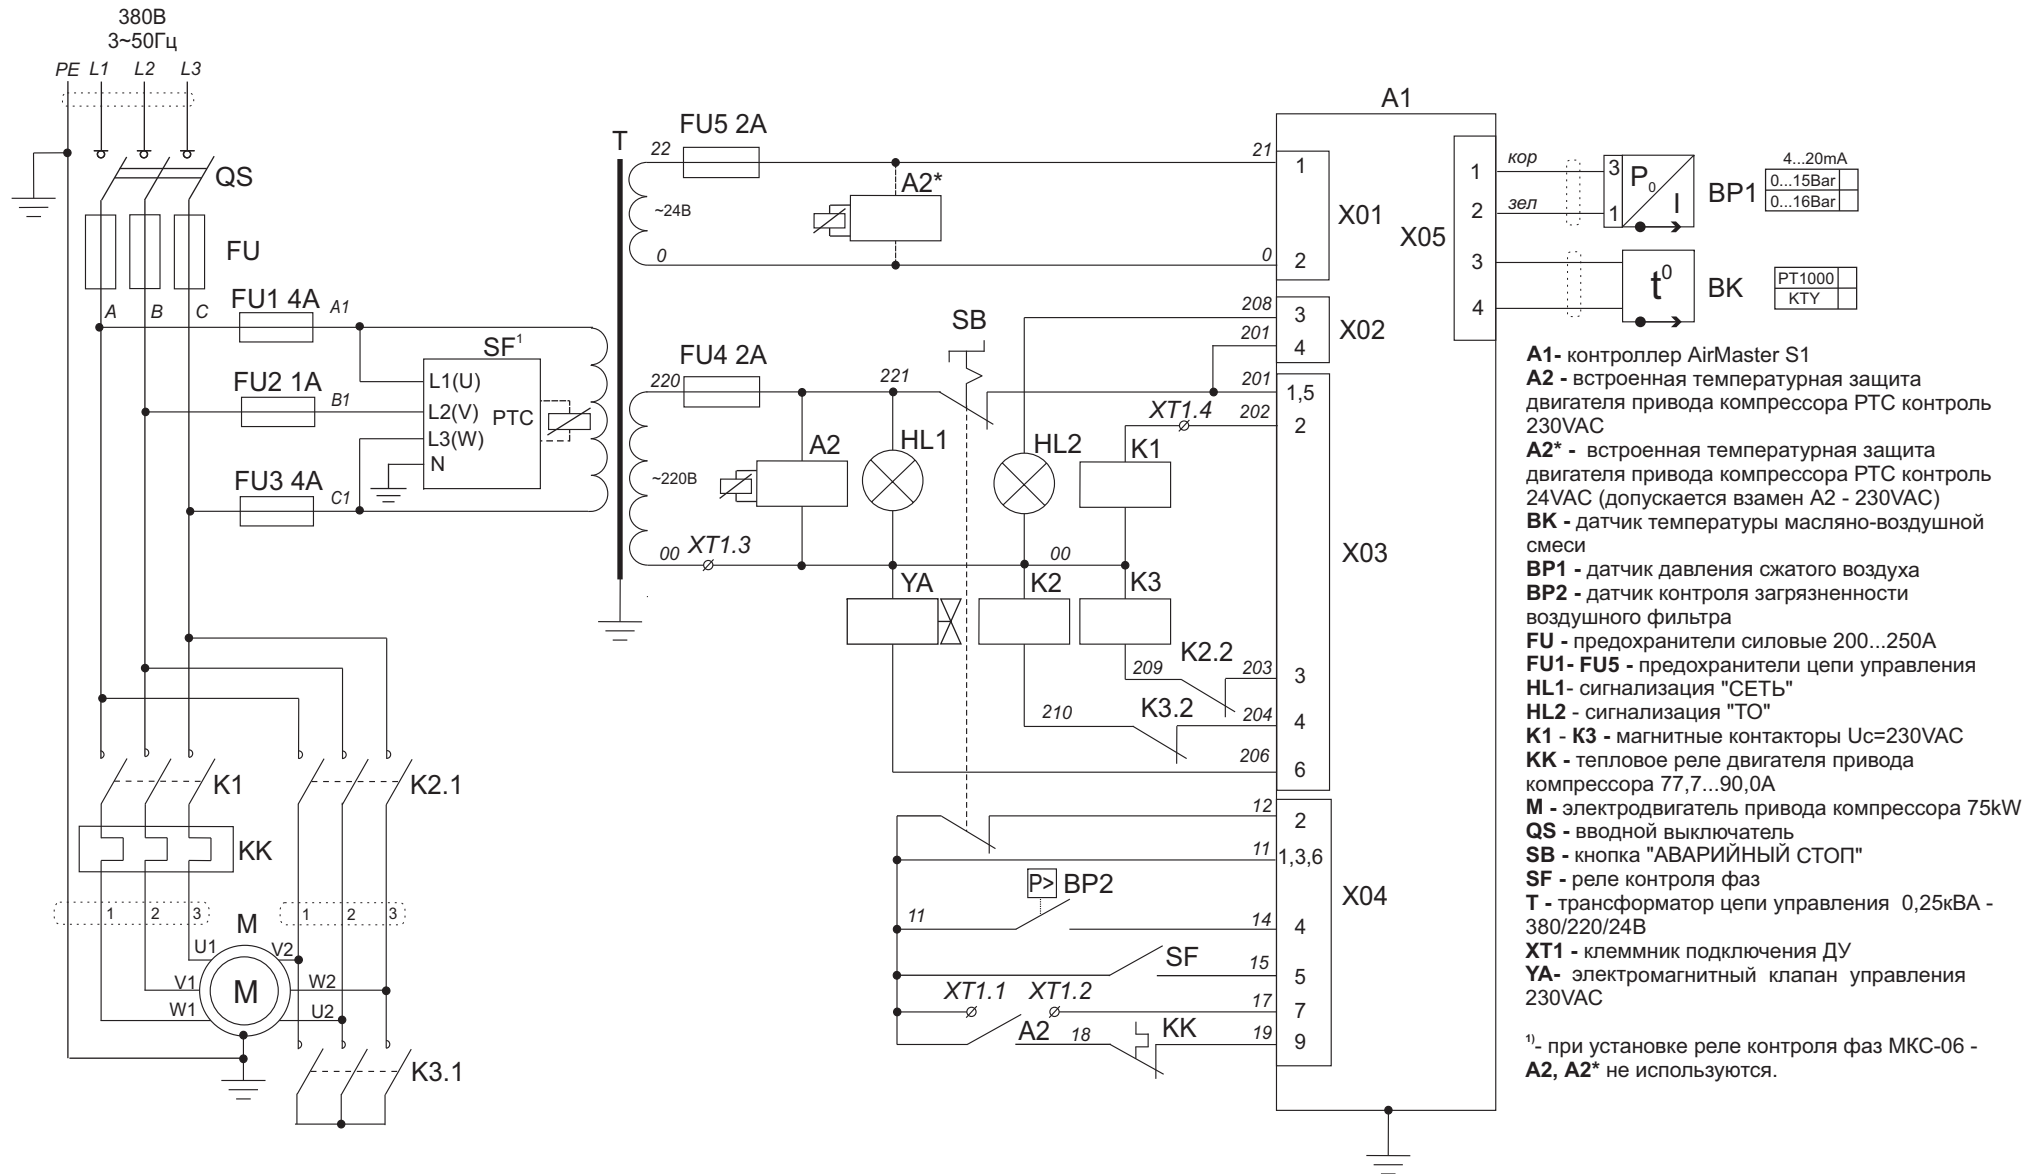 380В
3~50Гц
PE L1 L2 L3
QS
FU
A B C
FU1 4A A1
FU2 1A B1
FU3 4A C1
SF¹
L1(U)
L2(V)
L3(W)
N
PTC
T
22
FU5 2A
~24В
0
A2*
21
0
220
FU4 2A
~220В
00
XT1.3
A2
221
HL1
SB
HL2
XT1.4
K1
208
201
201
202
00
YA
K2
K3
209
K2.2
203
210
K3.2
204
206
12
11
P> BP2
11
14
SF
15
XT1.1 XT1.2
17
A2 18 KK
19
A1
1
2
X01
3
4
X02
1,5
2
X03
3
4
6
2
1,3,6
4
X04
5
7
9
X05
1
2
3
4
кор
зел
3
1
P0
I
BP1
4...20mA
0...15Bar
0...16Bar
t⁰
BK
PT1000
KTY
K1
K2.1
KK
1 2 3
1 2 3
M
U1
V1
W1
V2
W2
U2
M
K3.1
A1- контроллер AirMaster S1
A2 - встроенная температурная защита
двигателя привода компрессора PTC контроль
230VAC
A2* - встроенная температурная защита
двигателя привода компрессора PTC контроль
24VAC (допускается взамен А2 - 230VAC)
BK - датчик температуры масляно-воздушной
смеси
BP1 - датчик давления сжатого воздуха
BP2 - датчик контроля загрязненности
воздушного фильтра
FU - предохранители силовые 200...250А
FU1- FU5 - предохранители цепи управления
HL1- сигнализация "СЕТЬ"
HL2 - сигнализация "ТО"
K1 - K3 - магнитные контакторы Uc=230VAC
KK - тепловое реле двигателя привода
компрессора 77,7...90,0А
M - электродвигатель привода компрессора 75kW
QS - вводной выключатель
SB - кнопка "АВАРИЙНЫЙ СТОП"
SF - реле контроля фаз
T - трансформатор цепи управления 0,25кВА -
380/220/24В
XT1 - клеммник подключения ДУ
YA- электромагнитный клапан управления
230VAC
¹⁾- при установке реле контроля фаз МКС-06 -
A2, A2* не используются.